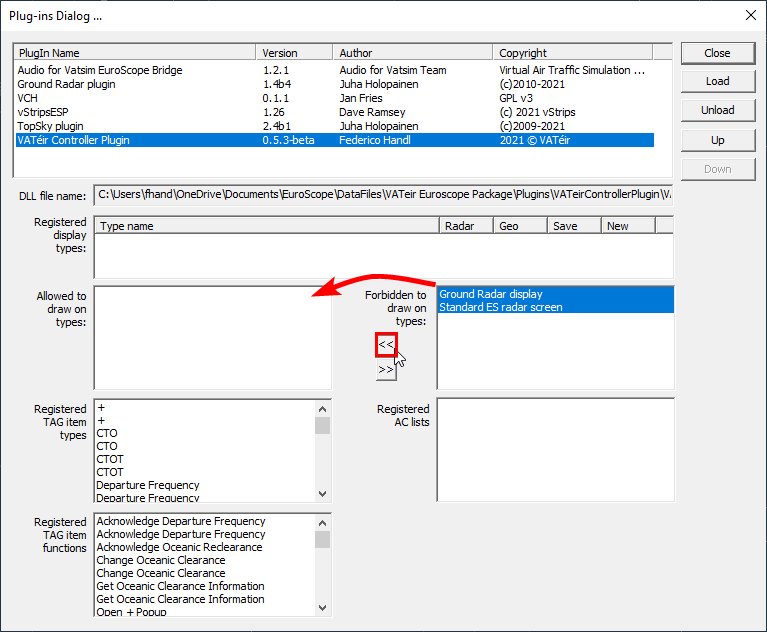 Plug-ins Dialog ...
PlugIn Name Version Author Copyright
Audio for Vatsim EuroScope Bridge 1.2.1 Audio for Vatsim Team Virtual Air Traffic Simulation ...
Ground Radar plugin 1.4b4 Juha Holopainen (c)2010-2021
VCH 0.1.1 Jan Fries GPL v3
vStripsESP 1.26 Dave Ramsey (c) 2021 vStrips
TopSky plugin 2.4b1 Juha Holopainen (c)2009-2021
VATéir Controller Plugin 0.5.3-beta Federico Handl 2021 © VATéir
Close
Load
Unload
Up
Down
DLL file name: C:\Users\fhand\OneDrive\Documents\EuroScope\DataFiles\VATeir Euroscope Package\Plugins\VATeirControllerPlugin\VA
Registered
display
types:
Type name Radar Geo Save New
Allowed to
draw on
types:
Forbidden to
draw on
types:
<<
>>
Ground Radar display
Standard ES radar screen
Registered
TAG item
types
+
+
CTO
CTO
CTOT
CTOT
Departure Frequency
Departure Frequency
Registered
AC lists
Registered
TAG item
functions
Acknowledge Departure Frequency
Acknowledge Departure Frequency
Acknowledge Oceanic Reclearance
Change Oceanic Clearance
Change Oceanic Clearance
Get Oceanic Clearance Information
Get Oceanic Clearance Information
Open + Popup